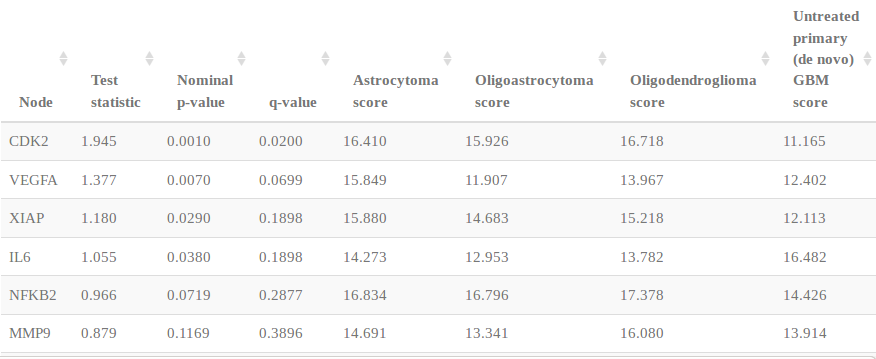 Node Test statistic Nominal p-value q-value Astrocytoma score Oligoastrocytoma score Oligodendroglioma score Untreated primary (de novo) GBM score
CDK2 1.945 0.0010 0.0200 16.410 15.926 16.718 11.165
VEGFA 1.377 0.0070 0.0699 15.849 11.907 13.967 12.402
XIAP 1.180 0.0290 0.1898 15.880 14.683 15.218 12.113
IL6 1.055 0.0380 0.1898 14.273 12.953 13.782 16.482
NFKB2 0.966 0.0719 0.2877 16.834 16.796 17.378 14.426
MMP9 0.879 0.1169 0.3896 14.691 13.341 16.080 13.914